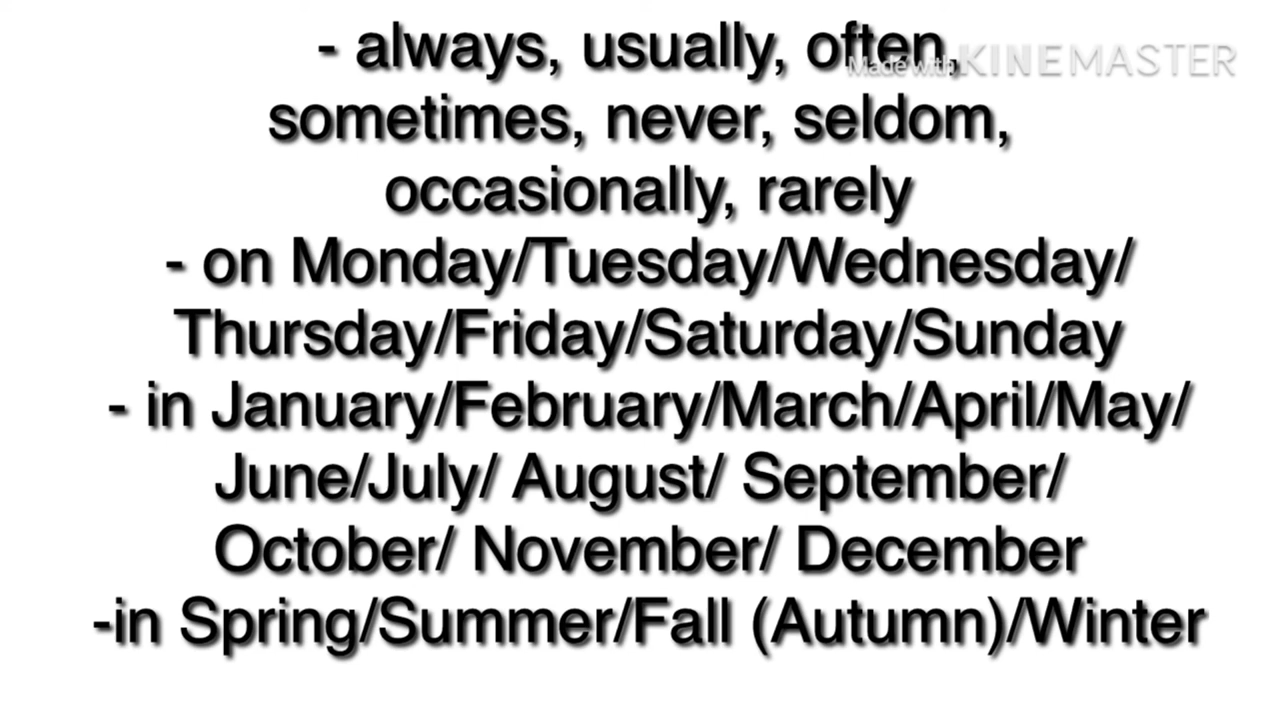 - always, usually, often,
Made with KINEMASTER
sometimes, never, seldom,
occasionally, rarely
- on Monday/Tuesday/Wednesday/
Thursday/Friday/Saturday/Sunday
- in January/February/March/April/May/
June/July/ August/ September/
October/ November/ December
-in Spring/Summer/Fall (Autumn)/Winter